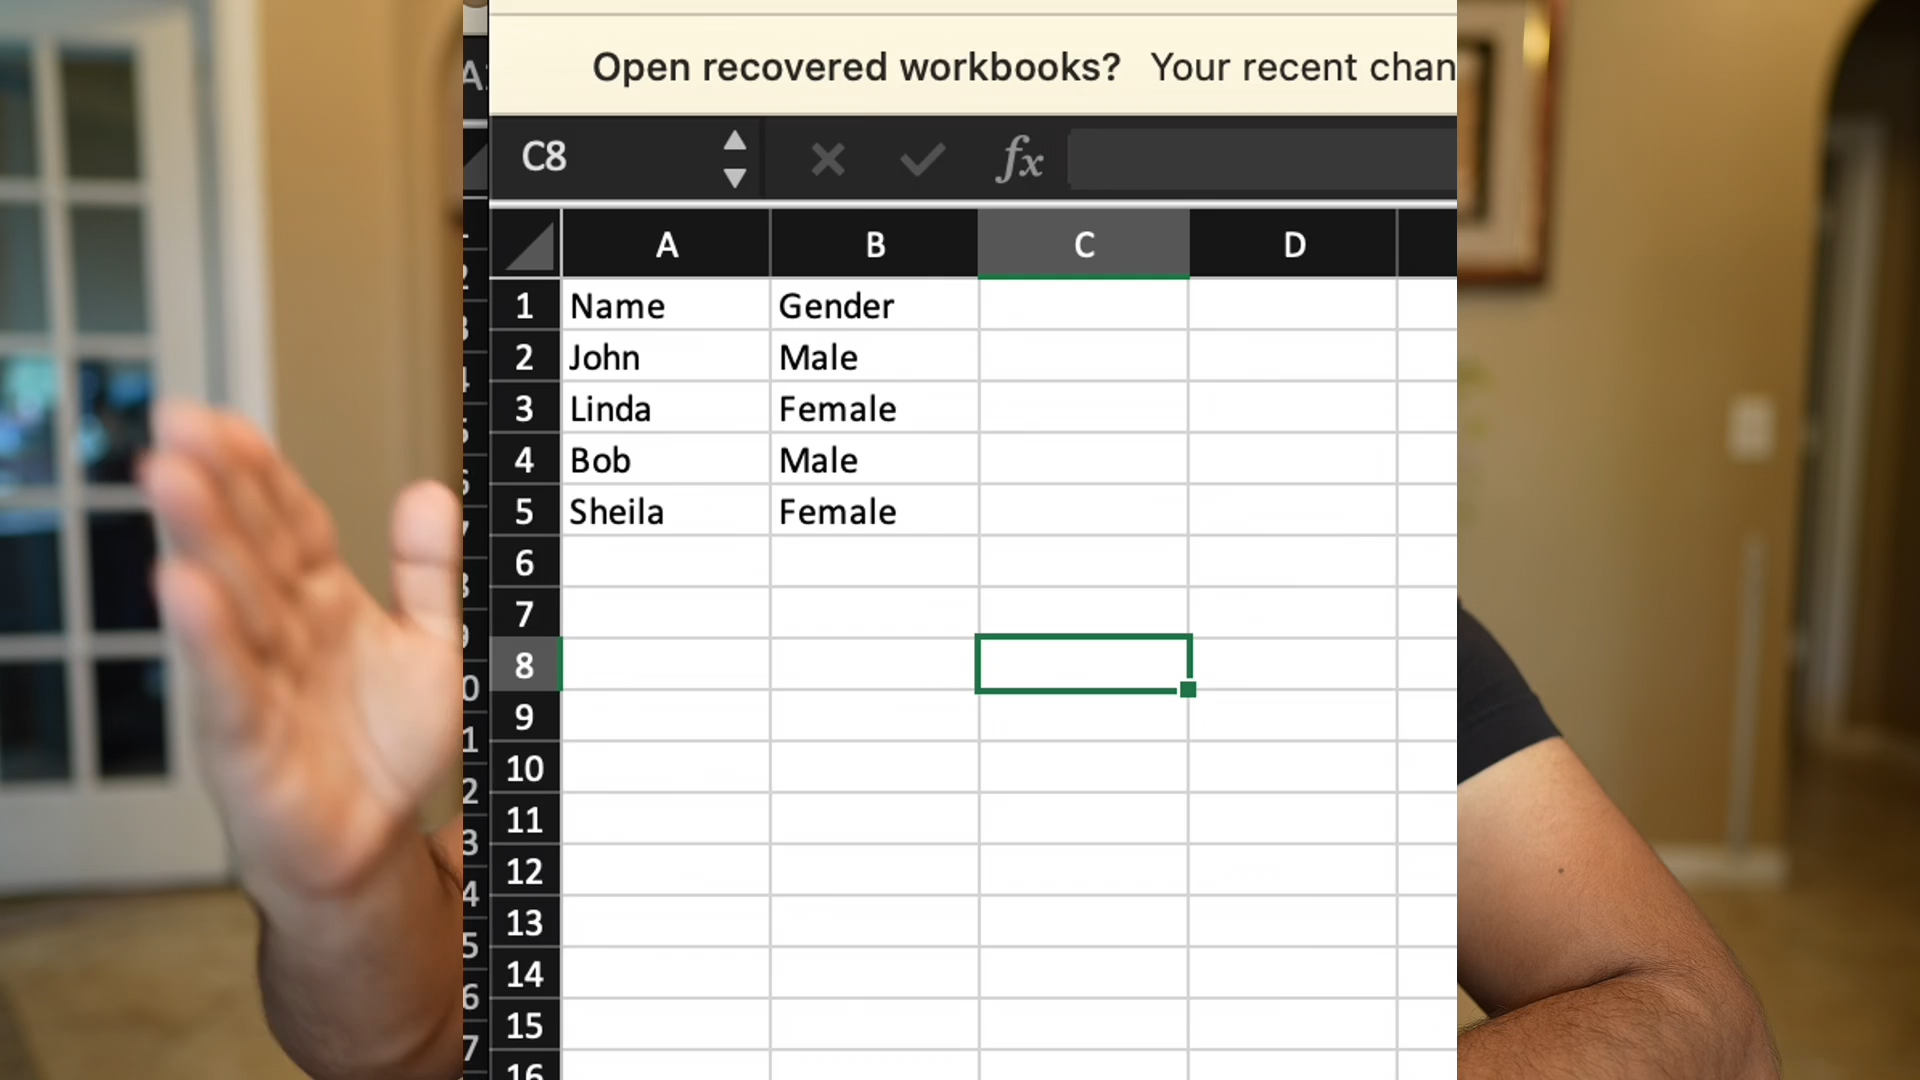 Open recovered workbooks? Your recent chan
C8
fx
A B C D
1 Name Gender
2 John Male
3 Linda Female
4 Bob Male
5 Sheila Female
6
7
8
9
10
11
12
13
14
15
16